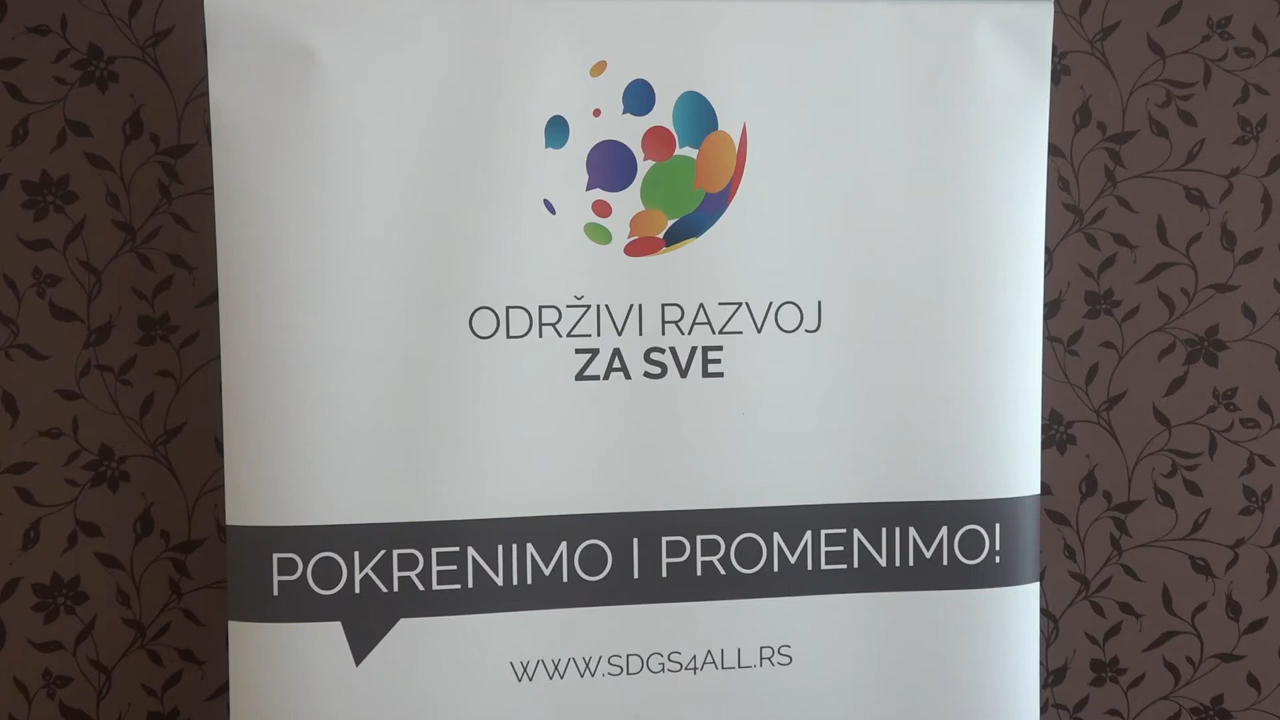 ODRŽIVI RAZVOJ
ZA SVE
POKRENIMO I PROMENIMO!
WWW.SDGS4ALL.RS